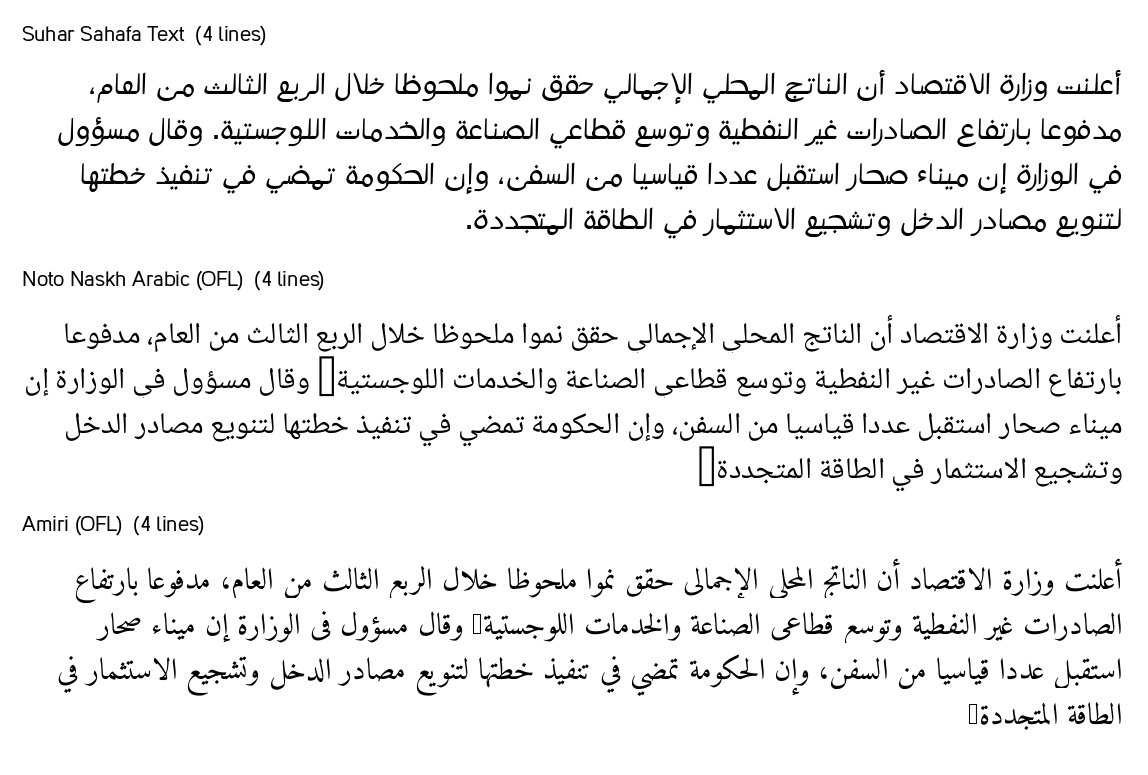 Suhar Sahafa Text (4 lines)
أعلنت وزارة الاقتصاد أن الناتج المحلي الإجمالي حقق نموا ملحوظا خلال الربع الثالث من العام،
مدفوعا بارتفاع الصادرات غير النفطية وتوسع قطاعي الصناعة والخدمات اللوجستية. وقال مسؤول
في الوزارة إن ميناء صحار استقبل عددا قياسيا من السفن، وإن الحكومة تمضي في تنفيذ خطتها
لتنويع مصادر الدخل وتشجيع الاستثمار في الطاقة المتجددة.
Noto Naskh Arabic (OFL) (4 lines)
أعلنت وزارة الاقتصاد أن الناتج المحلى الإجمالى حقق نموا ملحوظا خلال الربع الثالث من العام، مدفوعا
بارتفاع الصادرات غير النفطية وتوسع قطاعى الصناعة والخدمات اللوجستية▯ وقال مسؤول فى الوزارة إن
ميناء صحار استقبل عددا قياسيا من السفن، وإن الحكومة تمضي في تنفيذ خطتها لتنويع مصادر الدخل
وتشجيع الاستثمار في الطاقة المتجددة▯
Amiri (OFL) (4 lines)
أعلنت وزارة الاقتصاد أن الناتج المحلى الإجمالى حقق نموا ملحوظا خلال الربع الثالث من العام، مدفوعا بارتفاع
الصادرات غير النفطية وتوسع قطاعى الصناعة والخدمات اللوجستية▯ وقال مسؤول فى الوزارة إن ميناء صحار
استقبل عددا قياسيا من السفن، وإن الحكومة تمضي في تنفيذ خطتها لتنويع مصادر الدخل وتشجيع الاستثمار في
الطاقة المتجددة▯